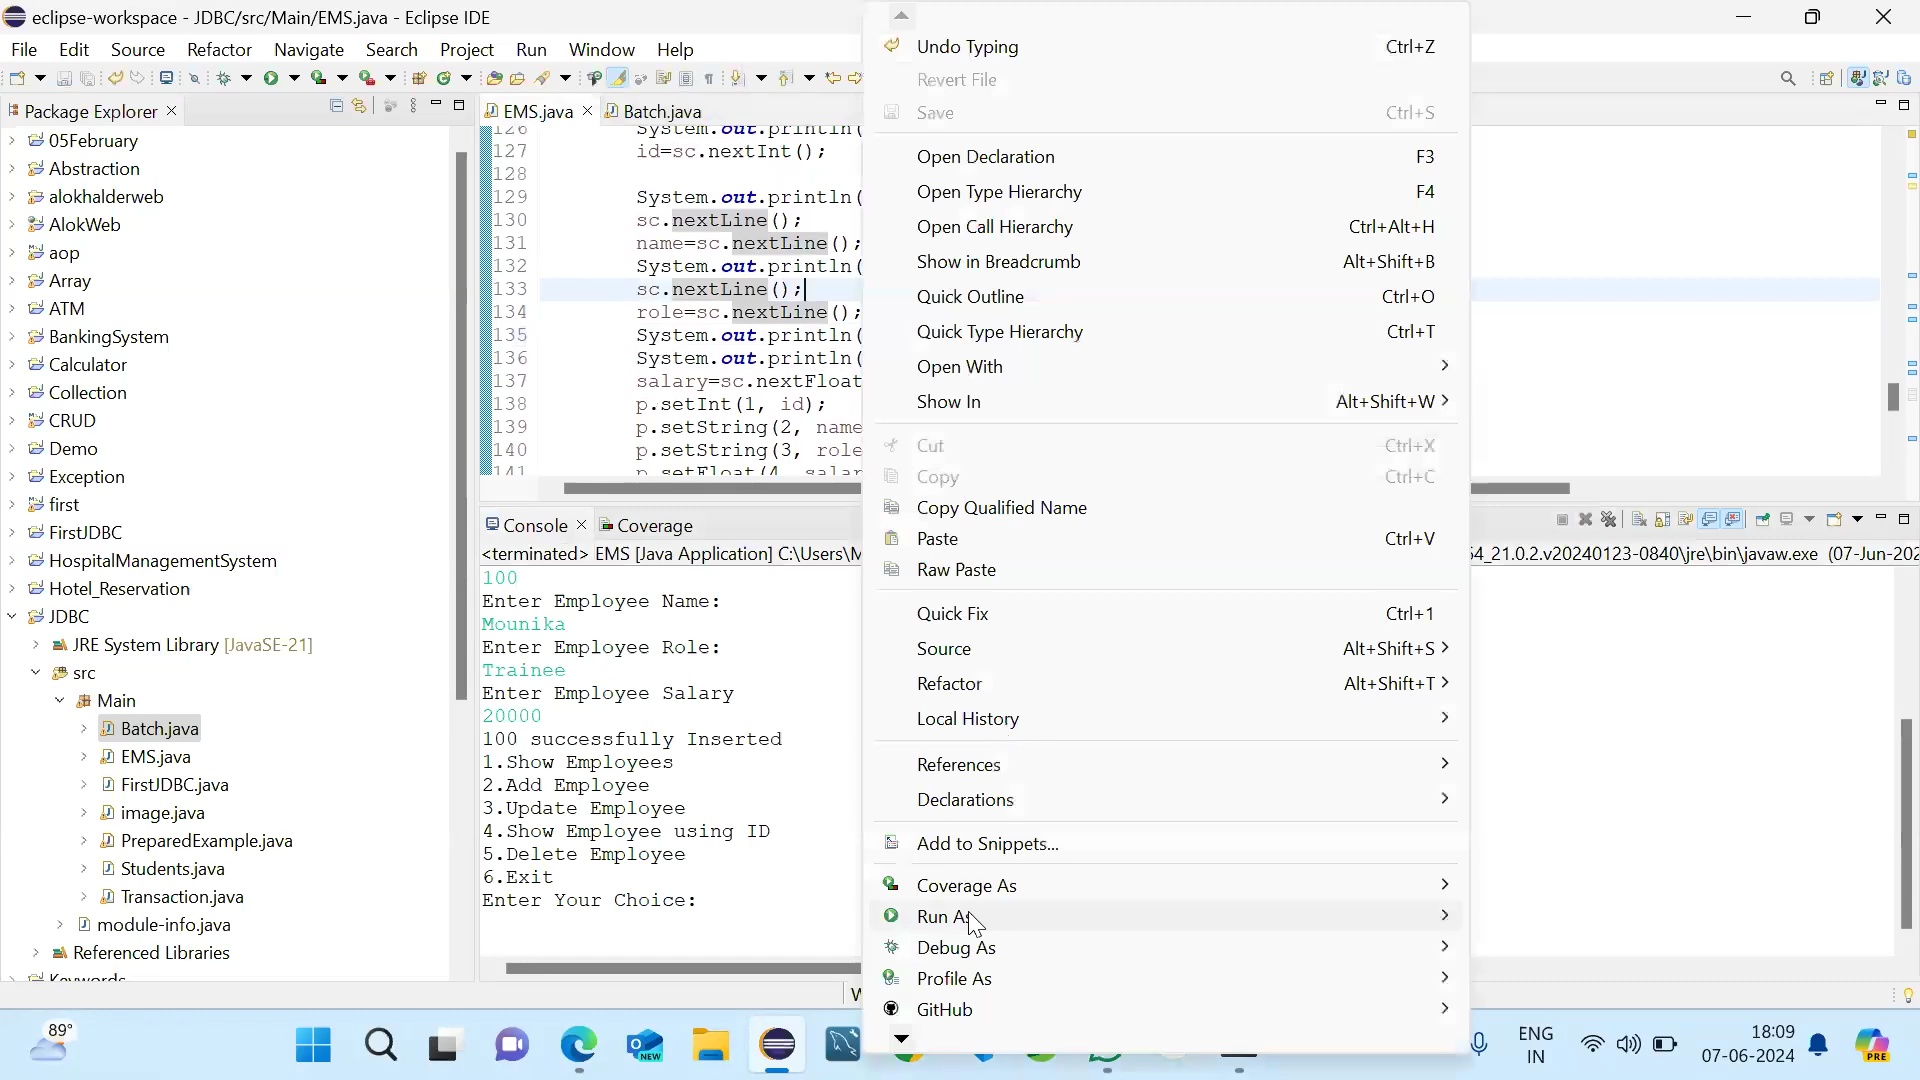 eclipse-workspace - JDBC/src/Main/EMS.java - Eclipse IDE
File Edit Source Refactor Navigate Search Project Run Window Help
Package Explorer
05February
Abstraction
alokhalderweb
AlokWeb
aop
Array
ATM
BankingSystem
Calculator
Collection
CRUD
Demo
Exception
first
FirstJDBC
HospitalManagementSystem
Hotel_Reservation
JDBC
JRE System Library [JavaSE-21]
src
Main
Batch.java
EMS.java
FirstJDBC.java
image.java
PreparedExample.java
Students.java
Transaction.java
module-info.java
Referenced Libraries
Keywords
EMS.java Batch.java
126 System.out.println(
127 id=sc.nextInt();
128
129 System.out.println(
130 sc.nextLine();
131 name=sc.nextLine();
132 System.out.println(
133 sc.nextLine();
134 role=sc.nextLine();
135 System.out.println(
136 System.out.println(
137 salary=sc.nextFloat
138 p.setInt(1, id);
139 p.setString(2, name
140 p.setString(3, role
141 p.setFloat(4, salar
Console Coverage
<terminated> EMS [Java Application] C:\Users\M
64_21.0.2.v20240123-0840\jre\bin\javaw.exe (07-Jun-202
100
Enter Employee Name:
Mounika
Enter Employee Role:
Trainee
Enter Employee Salary
20000
100 successfully Inserted
1.Show Employees
2.Add Employee
3.Update Employee
4.Show Employee using ID
5.Delete Employee
6.Exit
Enter Your Choice:
Undo Typing Ctrl+Z
Revert File
Save Ctrl+S
Open Declaration F3
Open Type Hierarchy F4
Open Call Hierarchy Ctrl+Alt+H
Show in Breadcrumb Alt+Shift+B
Quick Outline Ctrl+O
Quick Type Hierarchy Ctrl+T
Open With
Show In Alt+Shift+W
Cut Ctrl+X
Copy Ctrl+C
Copy Qualified Name
Paste Ctrl+V
Raw Paste
Quick Fix Ctrl+1
Source Alt+Shift+S
Refactor Alt+Shift+T
Local History
References
Declarations
Add to Snippets...
Coverage As
Run As
Debug As
Profile As
GitHub
89°
NEW
ENG
IN
18:09
07-06-2024
PRE